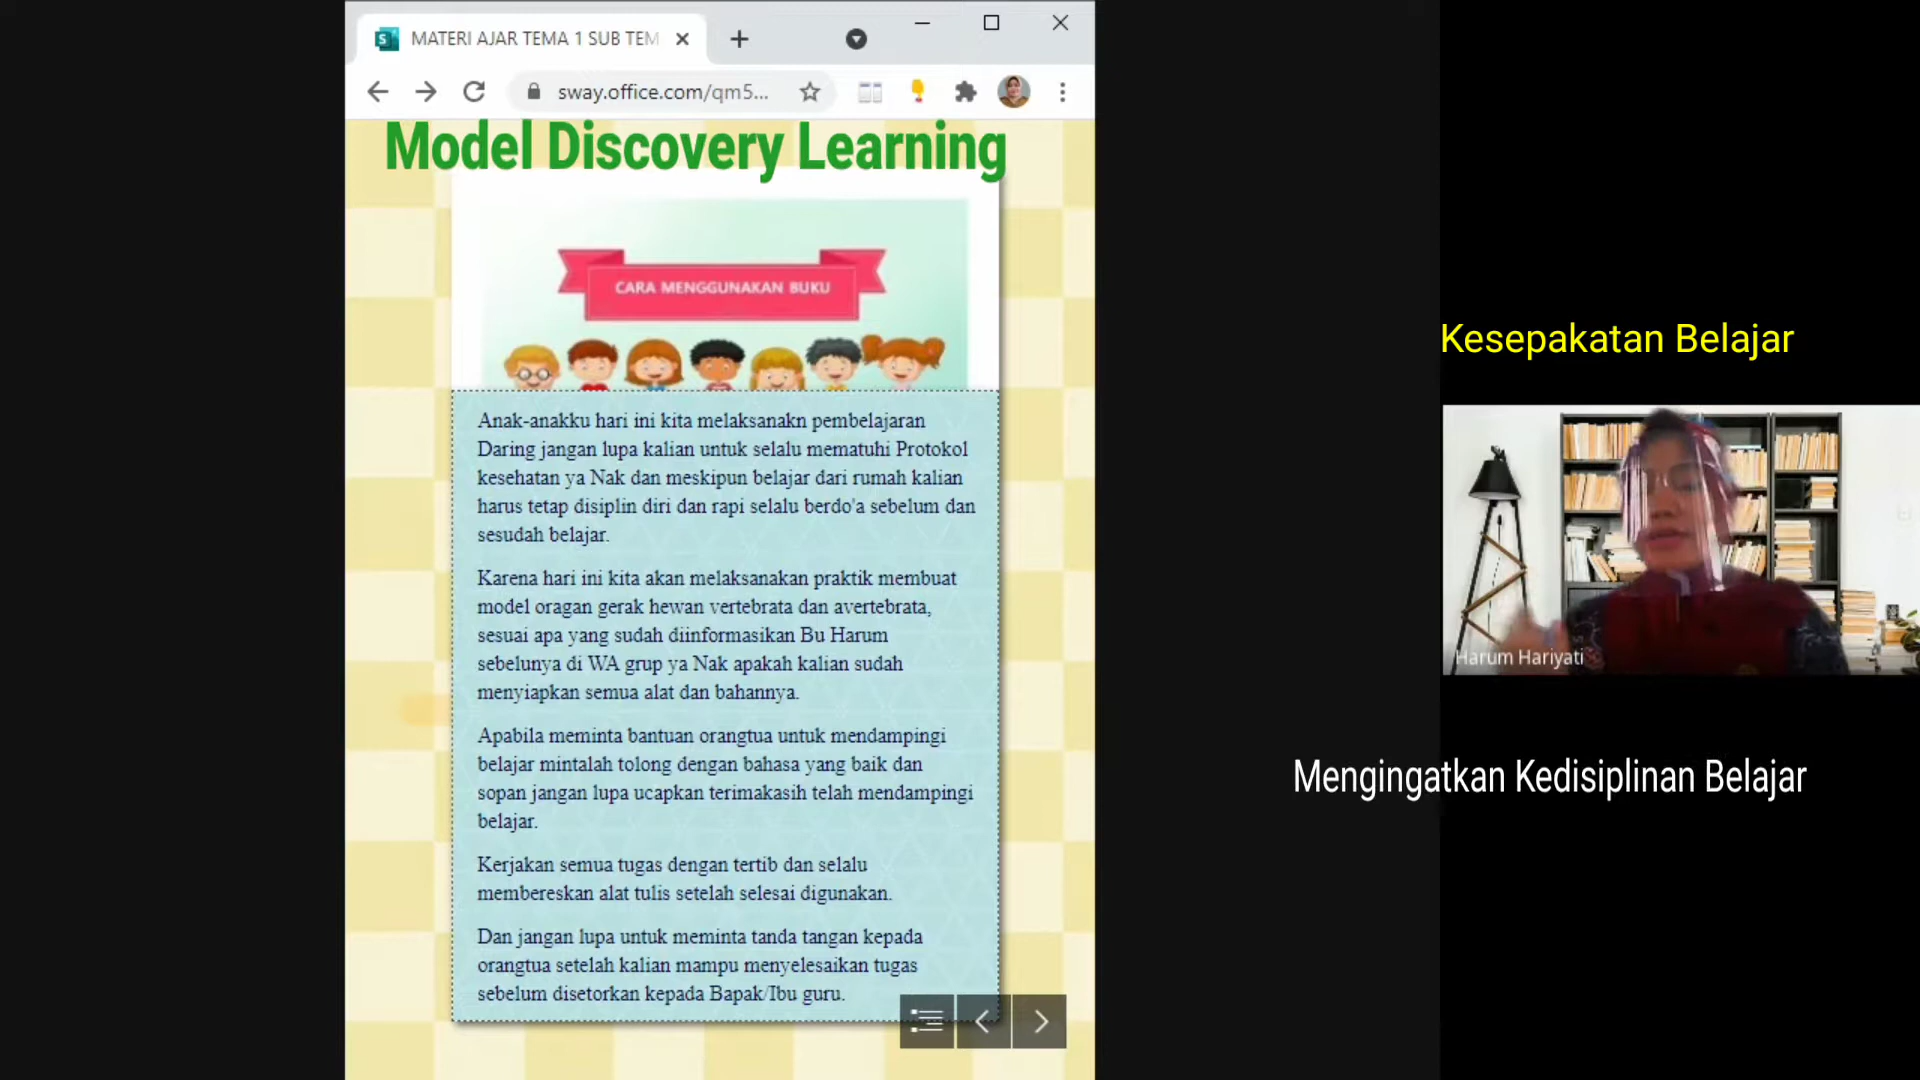 MATERI AJAR TEMA 1 SUB TEM
sway.office.com/qm5...
Model Discovery Learning
CARA MENGGUNAKAN BUKU
Anak-anakku hari ini kita melaksanakn pembelajaran
Daring jangan lupa kalian untuk selalu mematuhi Protokol
kesehatan ya Nak dan meskipun belajar dari rumah kalian
harus tetap disiplin diri dan rapi selalu berdo'a sebelum dan
sesudah belajar.
Karena hari ini kita akan melaksanakan praktik membuat
model oragan gerak hewan vertebrata dan avertebrata,
sesuai apa yang sudah diinformasikan Bu Harum
sebelunya di WA grup ya Nak apakah kalian sudah
menyiapkan semua alat dan bahannya.
Apabila meminta bantuan orangtua untuk mendampingi
belajar mintalah tolong dengan bahasa yang baik dan
sopan jangan lupa ucapkan terimakasih telah mendampingi
belajar.
Kerjakan semua tugas dengan tertib dan selalu
membereskan alat tulis setelah selesai digunakan.
Dan jangan lupa untuk meminta tanda tangan kepada
orangtua setelah kalian mampu menyelesaikan tugas
sebelum disetorkan kepada Bapak/Ibu guru.
Kesepakatan Belajar
Harum Hariyati
Mengingatkan Kedisiplinan Belajar